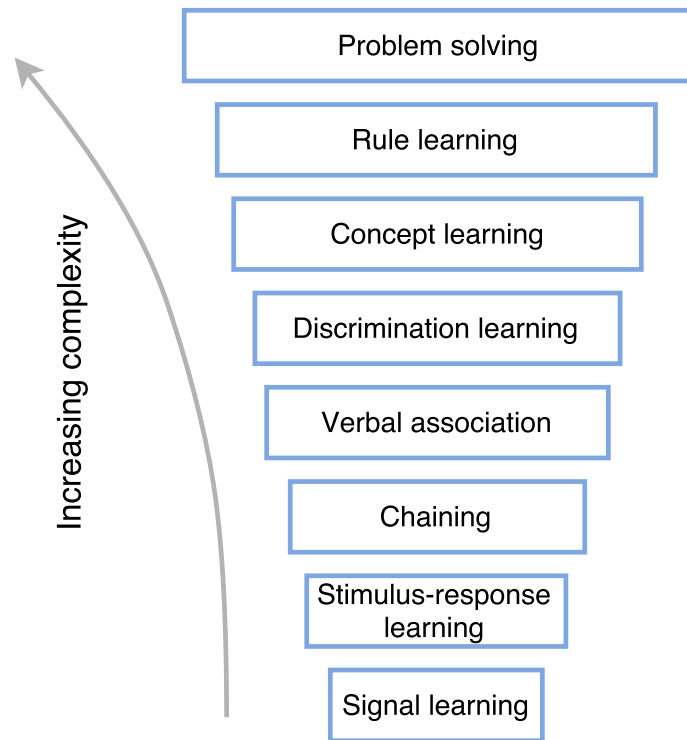 Problem solving
Rule learning
Concept learning
Discrimination learning
Verbal association
Chaining
Stimulus-response
learning
Signal learning
Increasing complexity